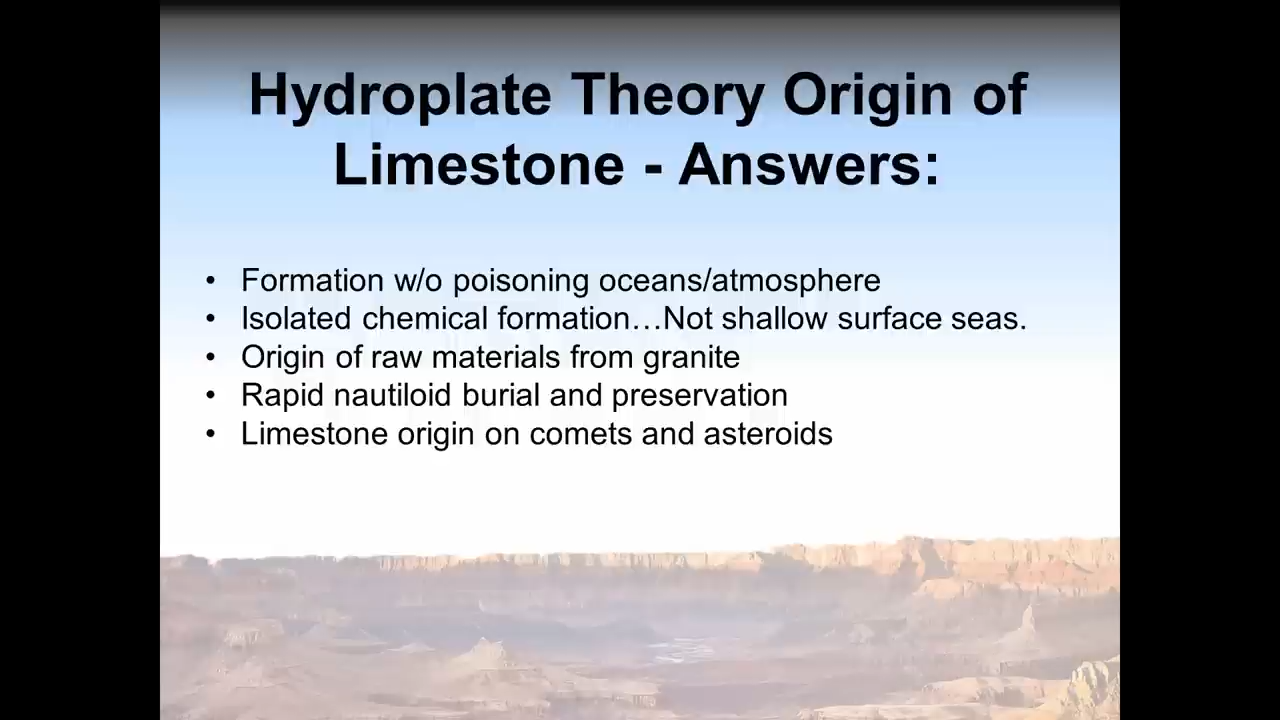 Hydroplate Theory Origin of
Limestone - Answers:
• Formation w/o poisoning oceans/atmosphere
• Isolated chemical formation…Not shallow surface seas.
• Origin of raw materials from granite
• Rapid nautiloid burial and preservation
• Limestone origin on comets and asteroids